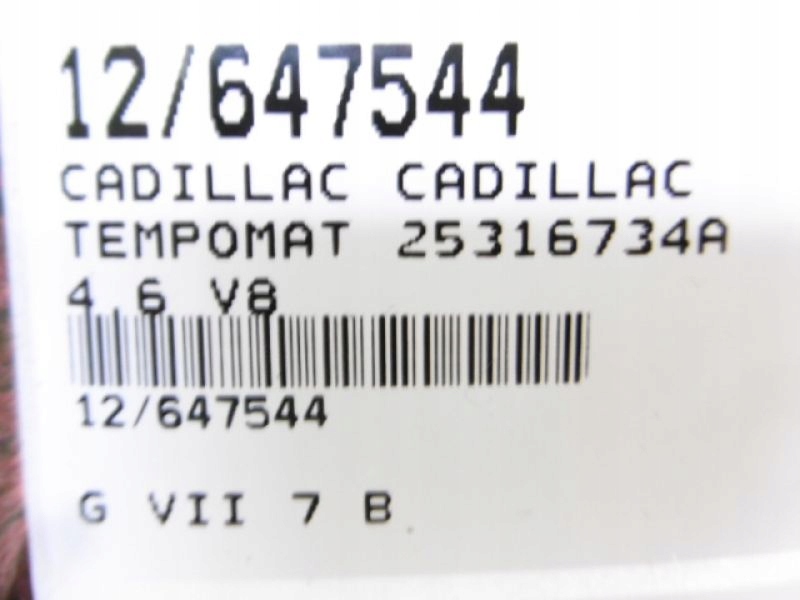 12/647544
CADILLAC CADILLAC
TEMPOMAT 25316734A
4,6 V8
12/647544
G VII 7 B